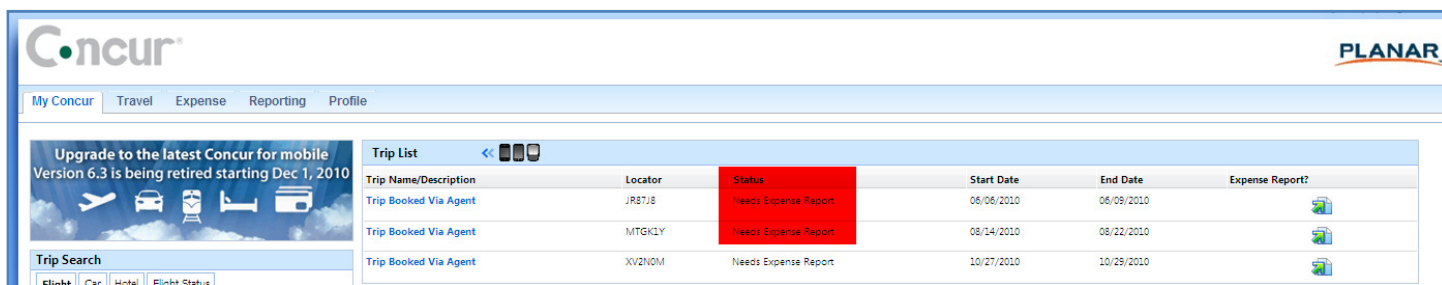 Concur
PLANAR
My Concur Travel Expense Reporting Profile
Upgrade to the latest Concur for mobile
Version 6.3 is being retired starting Dec 1, 2010
Trip List «
Trip Name/Description Locator Status Start Date End Date Expense Report?
Trip Booked Via Agent JR87J8 Needs Expense Report 06/06/2010 06/09/2010
Trip Booked Via Agent MTGK1Y Needs Expense Report 08/14/2010 08/22/2010
Trip Booked Via Agent XV2N0M Needs Expense Report 10/27/2010 10/29/2010
Trip Search
Flight Car Hotel Flight Status